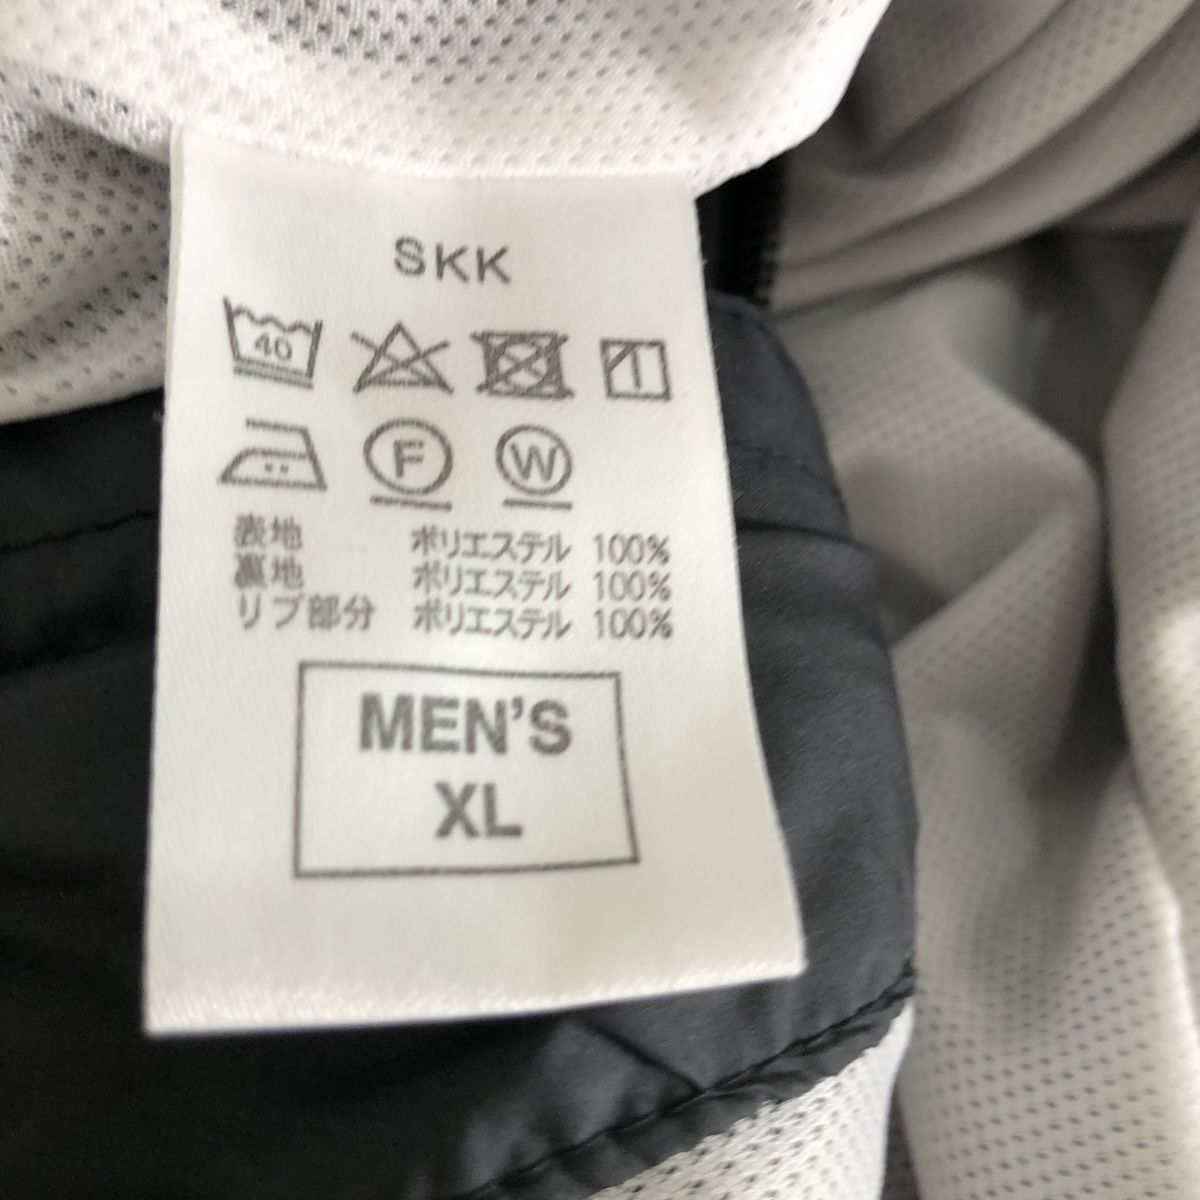 SKK
40
F W
表地 ポリエステル 100%
裏地 ポリエステル 100%
リブ部分 ポリエステル 100%
MEN'S
XL